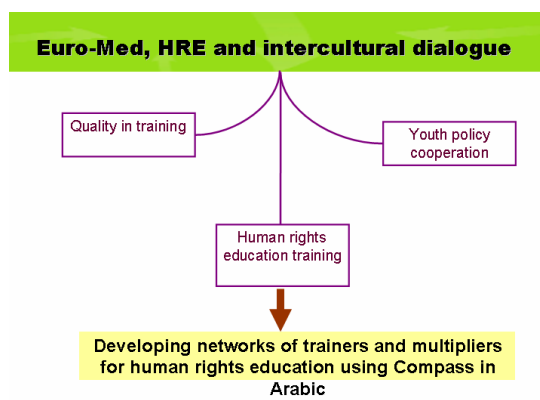 Euro-Med, HRE and intercultural dialogue
Quality in training
Youth policy
cooperation
Human rights
education training
Developing networks of trainers and multipliers
for human rights education using Compass in
Arabic